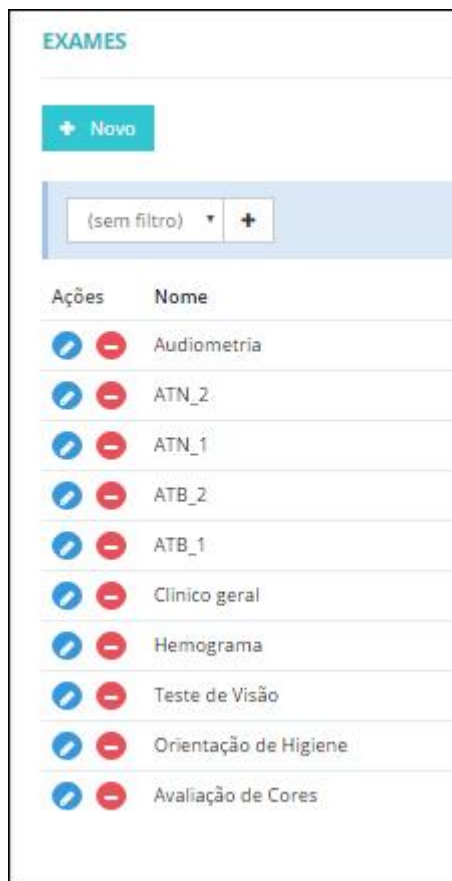 EXAMES
+ Novo
(sem filtro) +
Ações Nome
Audiometria
ATN_2
ATN_1
ATB_2
ATB_1
Clinico geral
Hemograma
Teste de Visão
Orientação de Higiene
Avaliação de Cores